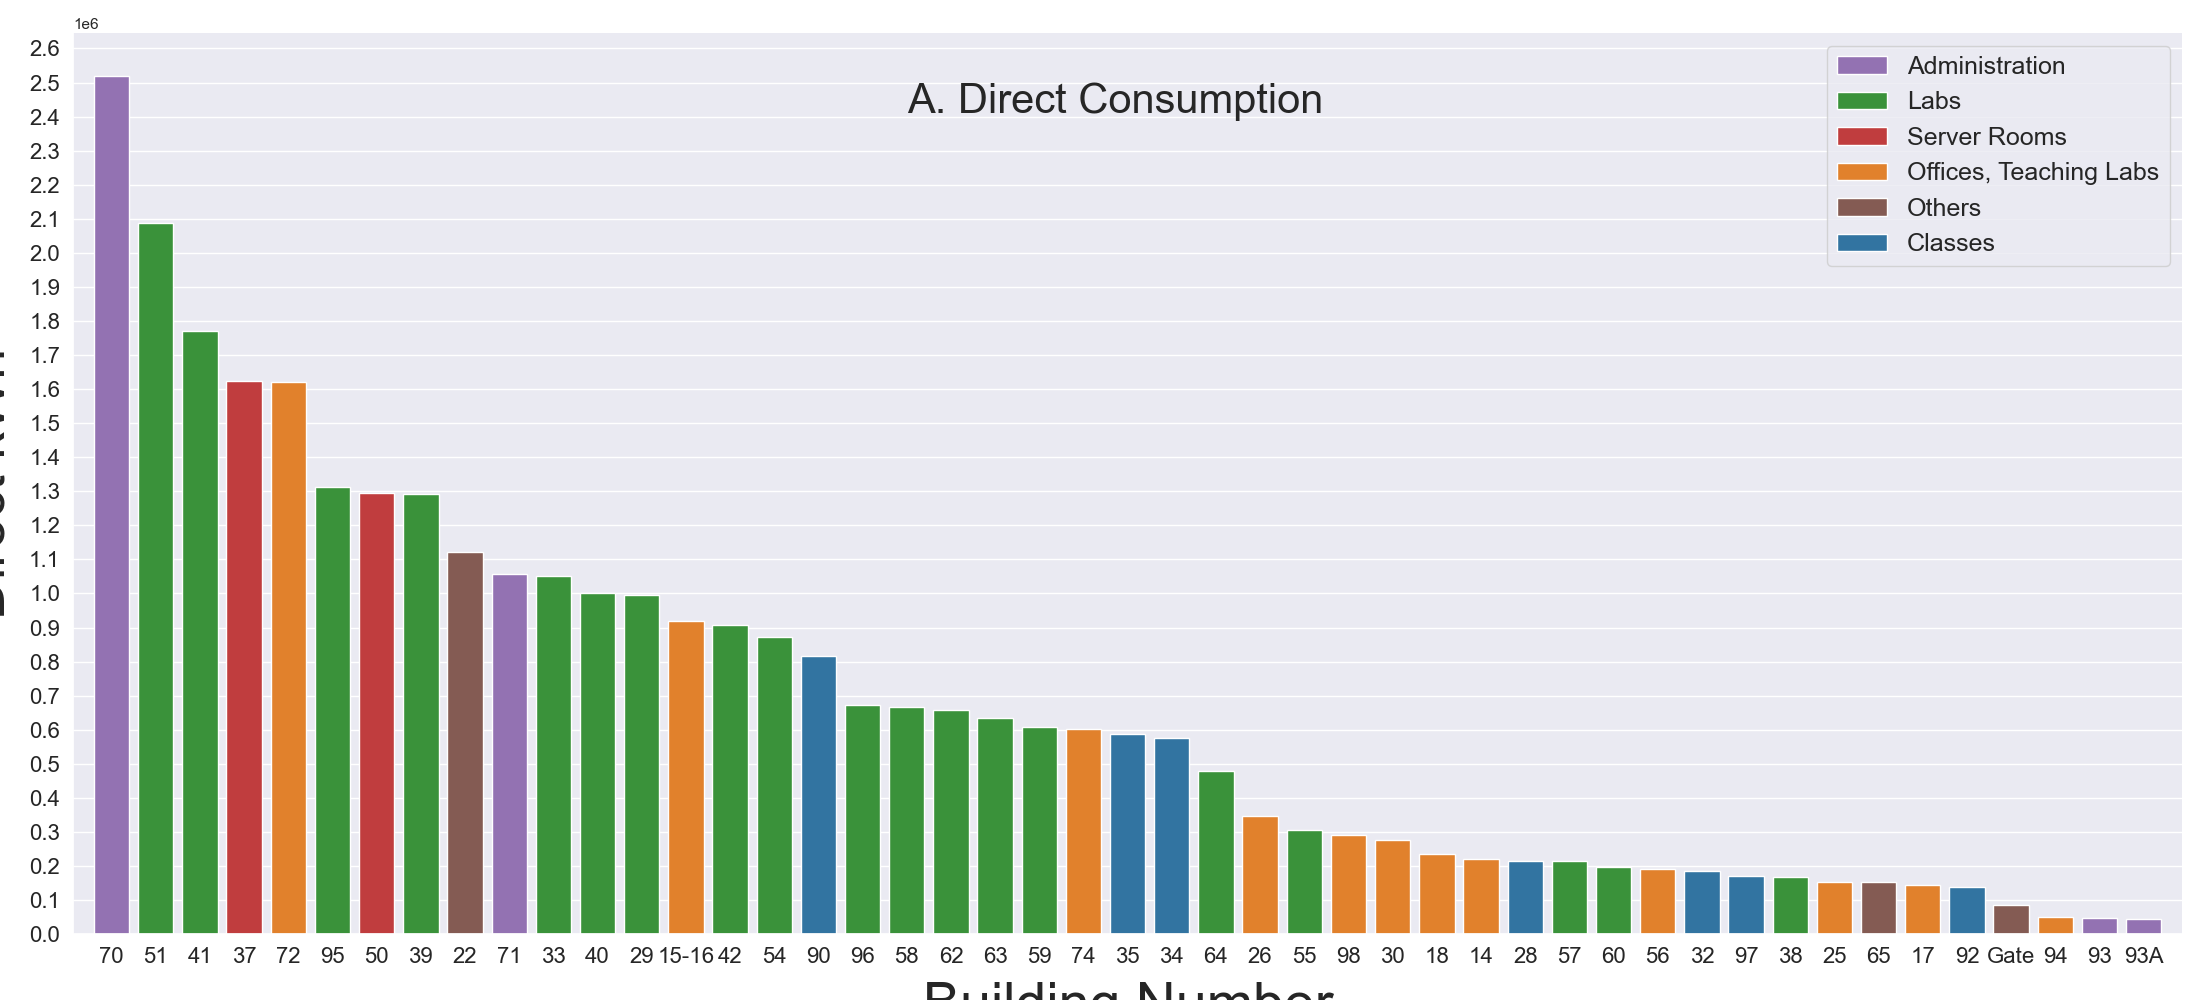 1e6
A. Direct Consumption
2.6
2.5
2.4
2.3
2.2
2.1
2.0
1.9
1.8
1.7
1.6
1.5
1.4
1.3
1.2
1.1
1.0
0.9
0.8
0.7
0.6
0.5
0.4
0.3
0.2
0.1
0.0
Administration
Labs
Server Rooms
Offices, Teaching Labs
Others
Classes
70 51 41 37 72 95 50 39 22 71 33 40 29 15-16 42 54 90 96 58 62 63 59 74 35 34 64 26 55 98 30 18 14 28 57 60 56 32 97 38 25 65 17 92 Gate 94 93 93A
Building Number